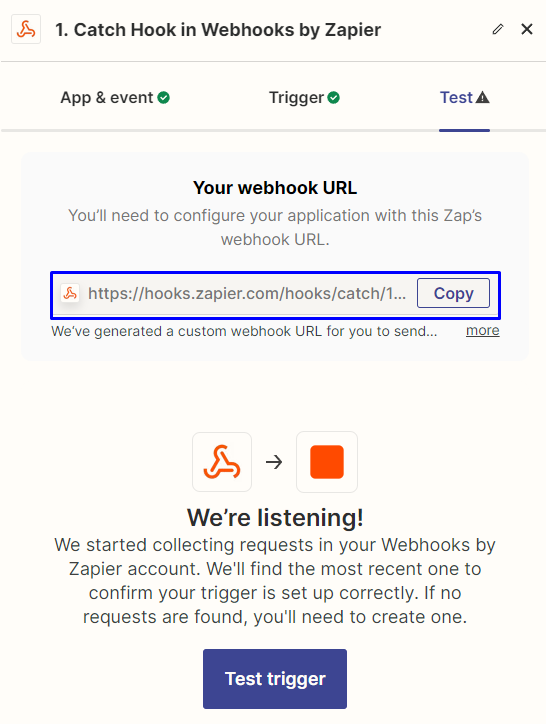 1. Catch Hook in Webhooks by Zapier
App & event
Trigger
Test
Your webhook URL
You'll need to configure your application with this Zap's
webhook URL.
https://hooks.zapier.com/hooks/catch/1...
Copy
We've generated a custom webhook URL for you to send...
more
We're listening!
We started collecting requests in your Webhooks by
Zapier account. We'll find the most recent one to
confirm your trigger is set up correctly. If no
requests are found, you'll need to create one.
Test trigger